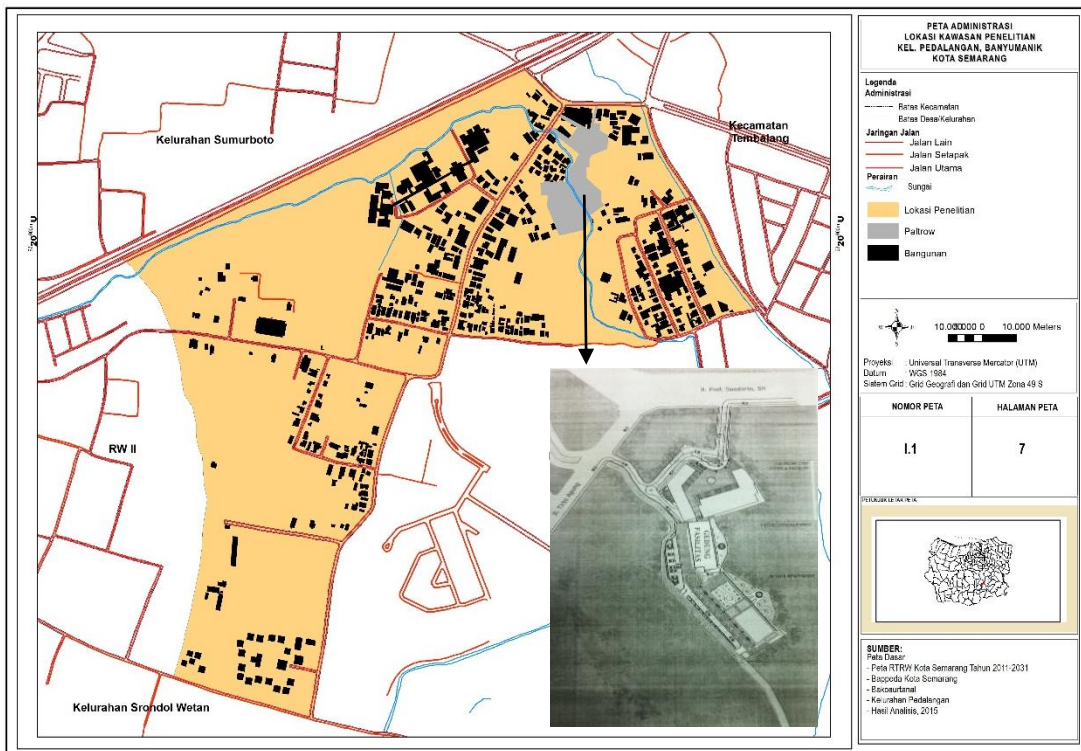 Kelurahan Sumurboto
Kecamatan
Tembalang
RW II
Kelurahan Srondol Wetan
GEDUNG
FASILITAS
PETA ADMINISTRASI
LOKASI KAWASAN PENELITIAN
KEL. PEDALANGAN, BANYUMANIK
KOTA SEMARANG
Legenda
Administrasi
Batas Kecamatan
Batas Desa/Kelurahan
Jaringan Jalan
Jalan Lain
Jalan Setapak
Jalan Utama
Perairan
Sungai
Lokasi Penelitian
Paltrow
Bangunan
10.000 Meters
Proyeksi : Universal Transverse Mercator (UTM)
Datum : WGS 1984
Sistem Grid : Grid Geografi dan Grid UTM Zona 49 S
NOMOR PETA
HALAMAN PETA
I.1
7
PETUNJUK LETAK PETA
SUMBER:
Peta Dasar
- Peta RTRW Kota Semarang Tahun 2011-2031
- Bappeda Kota Semarang
- Bakosurtanal
- Kelurahan Pedalangan
- Hasil Analisis, 2015